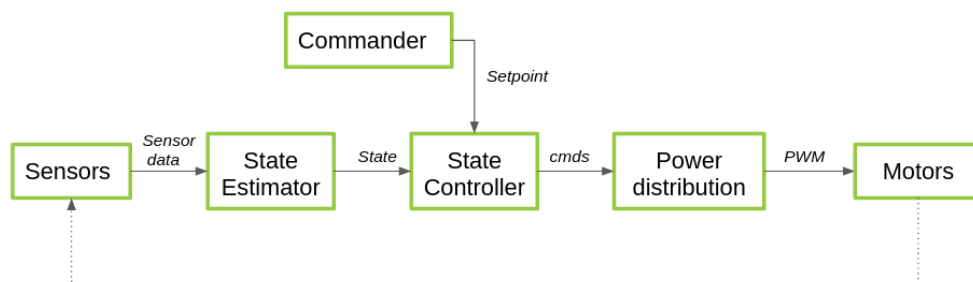 Commander
Setpoint
Sensor
data
State
cmds
PWM
Sensors
State
Estimator
State
Controller
Power
distribution
Motors